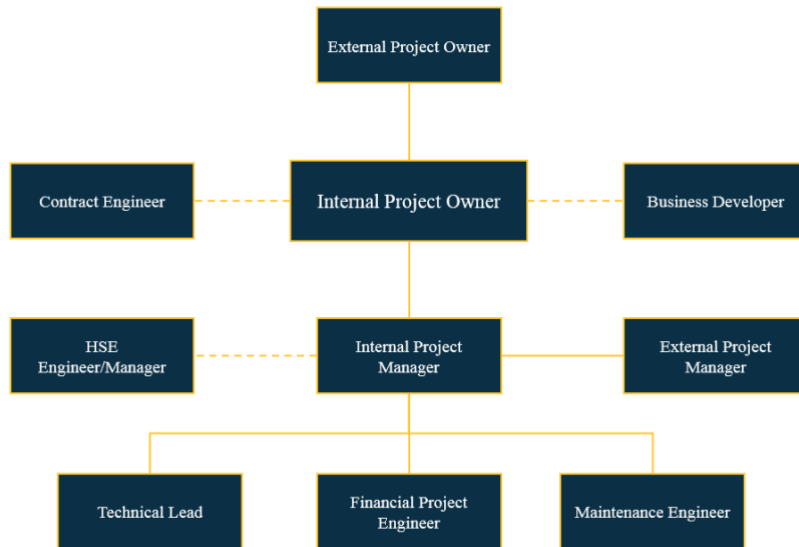 External Project Owner
Contract Engineer
Internal Project Owner
Business Developer
HSE
Engineer/Manager
Internal Project
Manager
External Project
Manager
Technical Lead
Financial Project
Engineer
Maintenance Engineer